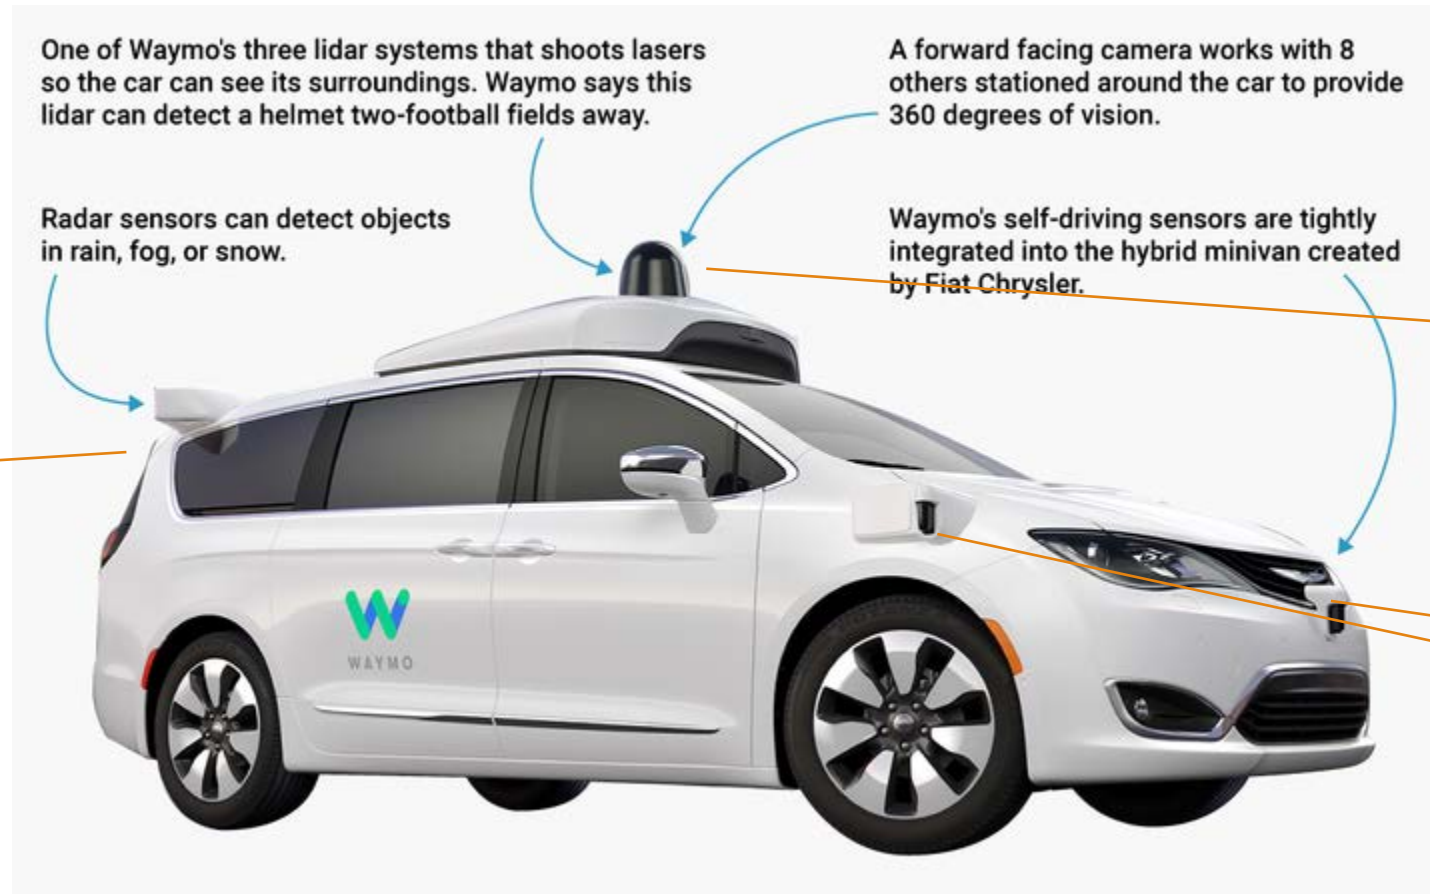 One of Waymo's three lidar systems that shoots lasers
so the car can see its surroundings. Waymo says this
lidar can detect a helmet two-football fields away.
A forward facing camera works with 8
others stationed around the car to provide
360 degrees of vision.
Radar sensors can detect objects
in rain, fog, or snow.
Waymo's self-driving sensors are tightly
integrated into the hybrid minivan created
by Fiat Chrysler.
WAYMO